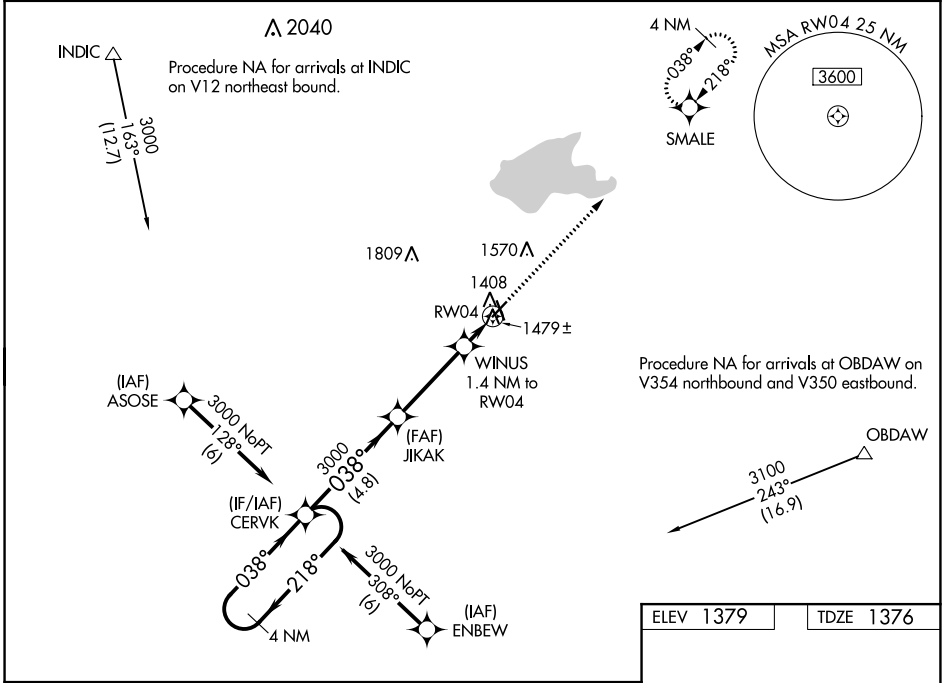 2040
INDIC
Procedure NA for arrivals at INDIC
on V12 northeast bound.
3000
163°
(12.7)
4 NM
038°
218°
SMALE
MSA RW04 25 NM
3600
1809
1570
1408
RW04
1479±
WINUS
1.4 NM to
RW04
Procedure NA for arrivals at OBDAW on
V354 northbound and V350 eastbound.
(IAF)
ASOSE
3000 NoPT
128°
(6)
(FAF)
JIKAK
3000
038°
(4.8)
OBDAW
3100
243°
(16.9)
(IF/IAF)
CERVK
038°
218°
4 NM
3000 NoPT
308°
(6)
(IAF)
ENBEW
ELEV 1379
TDZE 1376